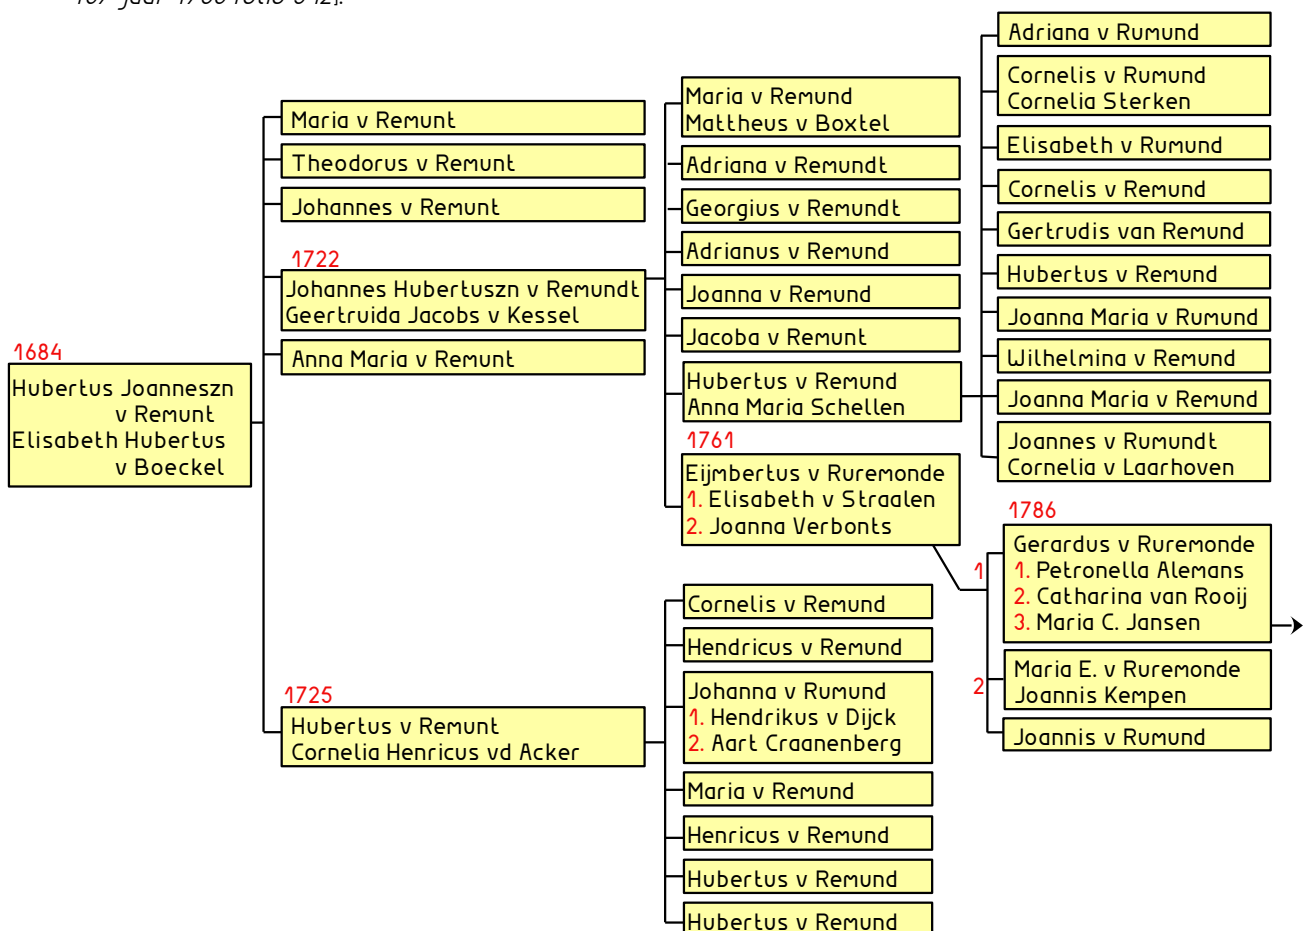 1684
Hubertus Joanneszn
v Remunt
Elisabeth Hubertus
v Boeckel
Maria v Remunt
Theodorus v Remunt
Johannes v Remunt
1722
Johannes Hubertuszn v Remundt
Geertruida Jacobs v Kessel
Anna Maria v Remunt
1725
Hubertus v Remunt
Cornelia Henricus vd Acker
Maria v Remund
Mattheus v Boxtel
Adriana v Remundt
Georgius v Remundt
Adrianus v Remund
Joanna v Remund
Jacoba v Remunt
Hubertus v Remund
Anna Maria Schellen
1761
Eijmbertus v Ruremonde
1. Elisabeth v Straalen
2. Joanna Verbonts
Cornelis v Remund
Hendricus v Remund
Johanna v Rumund
1. Hendrikus v Dijck
2. Aart Craanenberg
Maria v Remund
Henricus v Remund
Hubertus v Remund
Hubertus v Remund
Adriana v Rumund
Cornelis v Rumund
Cornelia Sterken
Elisabeth v Rumund
Cornelis v Remund
Gertrudis van Remund
Hubertus v Remund
Joanna Maria v Rumund
Wilhelmina v Remund
Joanna Maria v Remund
Joannes v Rumundt
Cornelia v Laarhoven
1786
1
Gerardus v Ruremonde
1. Petronella Alemans
2. Catharina van Rooij
3. Maria C. Jansen
2
Maria E. v Ruremonde
Joannis Kempen
Joannis v Rumund